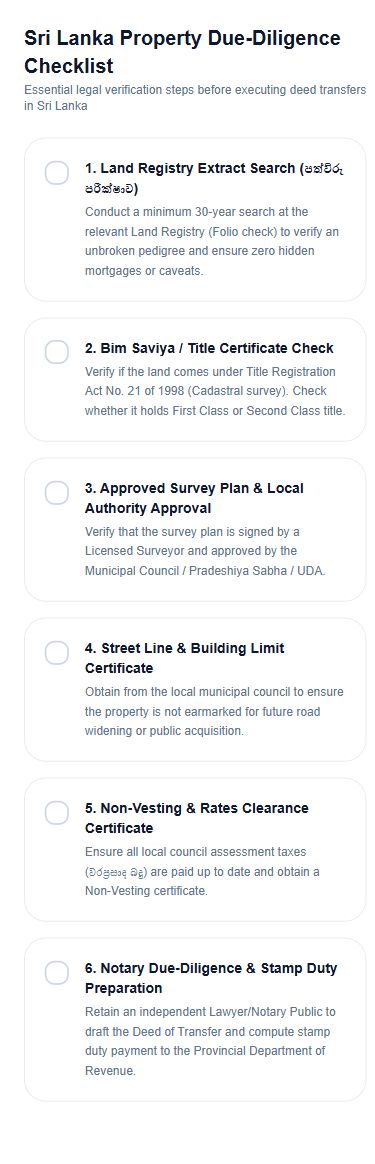 Sri Lanka Property Due-Diligence
Checklist
Essential legal verification steps before executing deed transfers
in Sri Lanka
1. Land Registry Extract Search (පත්විරු
පරීක්ෂාව)
Conduct a minimum 30-year search at the
relevant Land Registry (Folio check) to verify an
unbroken pedigree and ensure zero hidden
mortgages or caveats.
2. Bim Saviya / Title Certificate Check
Verify if the land comes under Title Registration
Act No. 21 of 1998 (Cadastral survey). Check
whether it holds First Class or Second Class title.
3. Approved Survey Plan & Local
Authority Approval
Verify that the survey plan is signed by a
Licensed Surveyor and approved by the
Municipal Council / Pradeshiya Sabha / UDA.
4. Street Line & Building Limit
Certificate
Obtain from the local municipal council to ensure
the property is not earmarked for future road
widening or public acquisition.
5. Non-Vesting & Rates Clearance
Certificate
Ensure all local council assessment taxes
(වරප්‍රසාද බදු) are paid up to date and obtain a
Non-Vesting certificate.
6. Notary Due-Diligence & Stamp Duty
Preparation
Retain an independent Lawyer/Notary Public to
draft the Deed of Transfer and compute stamp
duty payment to the Provincial Department of
Revenue.